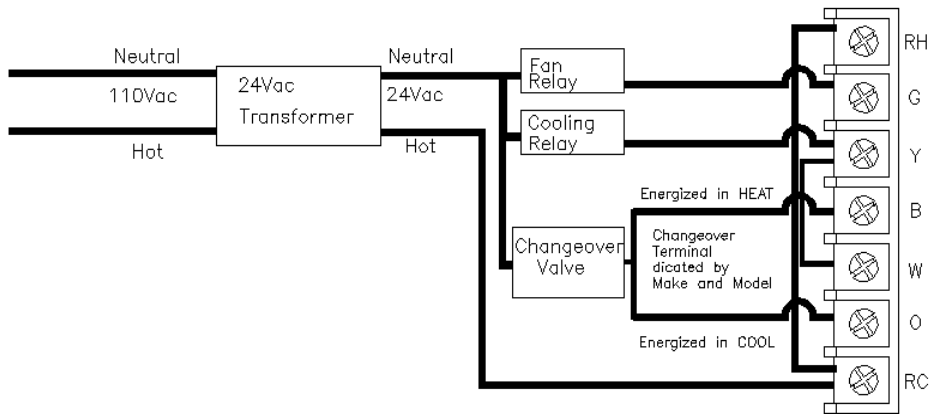 Neutral
110Vac
Hot
24Vac
Transformer
Neutral
24Vac
Hot
Fan
Relay
Cooling
Relay
Changeover
Valve
Energized in HEAT
Changeover
Terminal
dicated by
Make and Model
Energized in COOL
RH
G
Y
B
W
O
RC